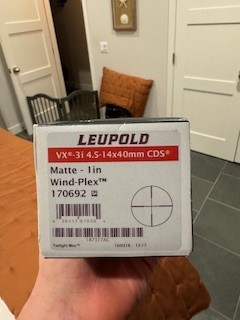 LEUPOLD
VX®-3i 4.5-14x40mm CDS®
Matte - 1in
Wind-Plex™
170692